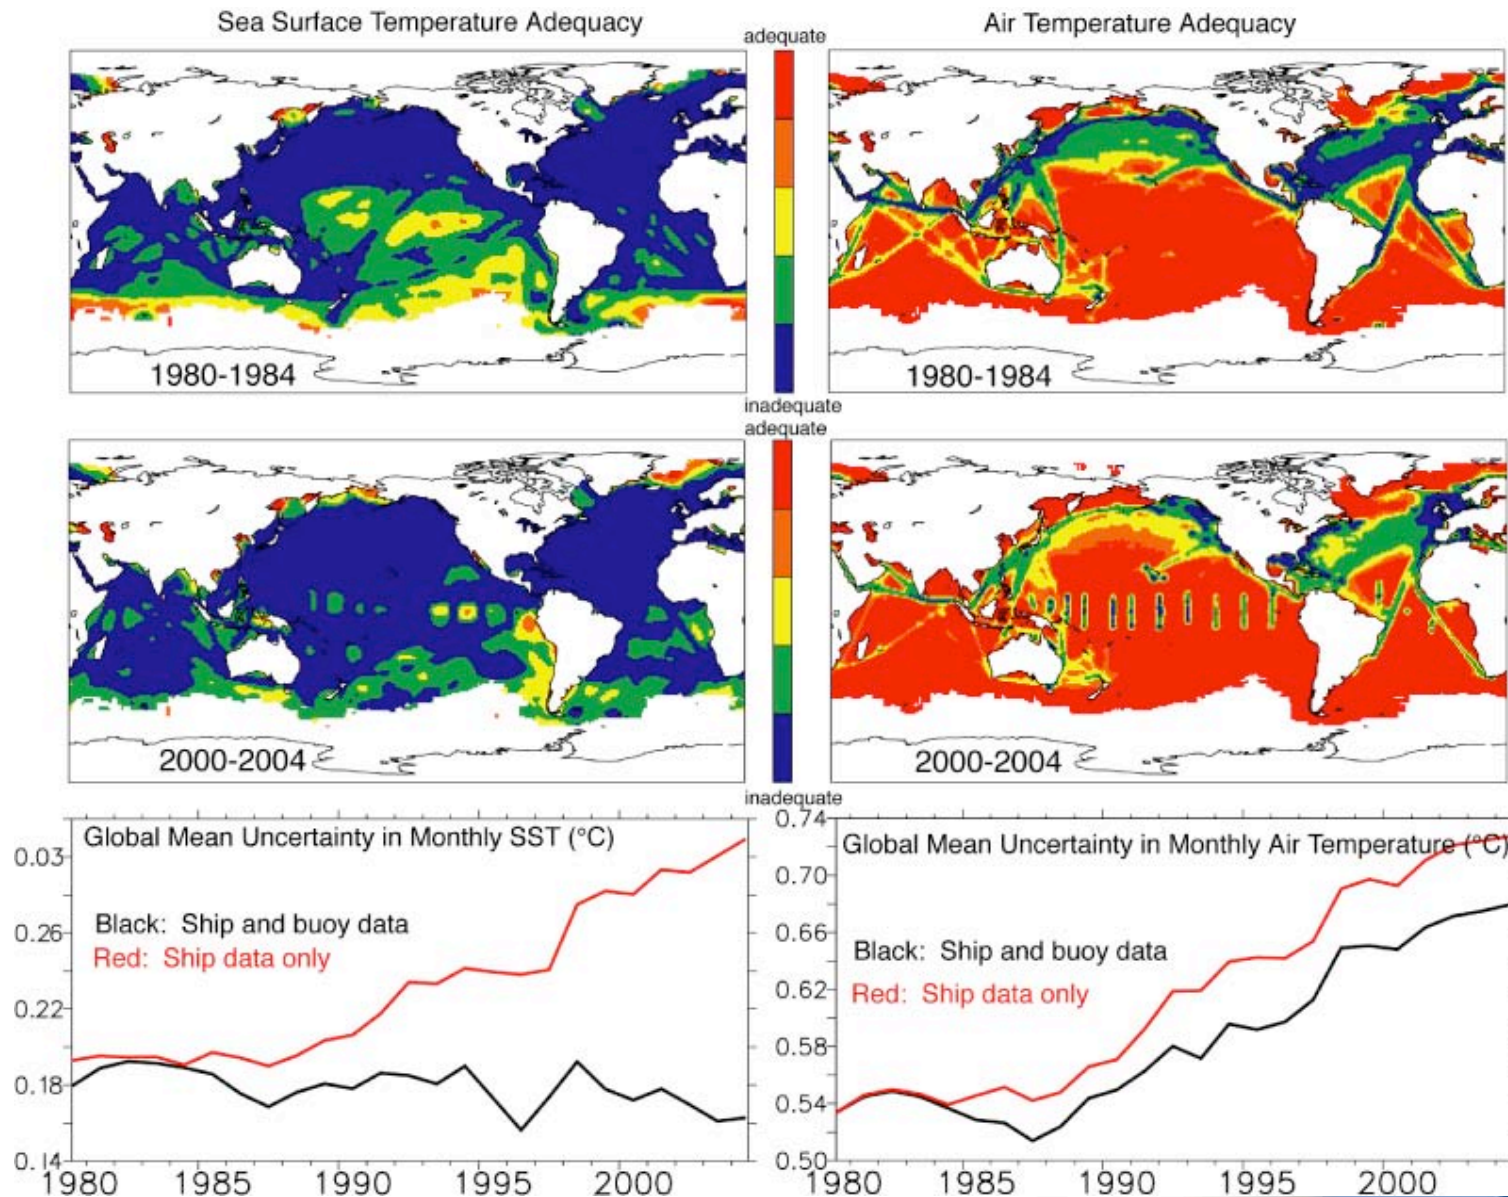 Sea Surface Temperature Adequacy
Air Temperature Adequacy
adequate
1980-1984
1980-1984
inadequate
adequate
2000-2004
2000-2004
inadequate
Global Mean Uncertainty in Monthly SST (°C)
0.03
0.26
0.22
0.18
0.14
Black: Ship and buoy data
Red: Ship data only
1980
1985
1990
1995
2000
0.74
Global Mean Uncertainty in Monthly Air Temperature (°C)
0.70
0.66
0.62
0.58
0.54
0.50
Black: Ship and buoy data
Red: Ship data only
1980
1985
1990
1995
2000